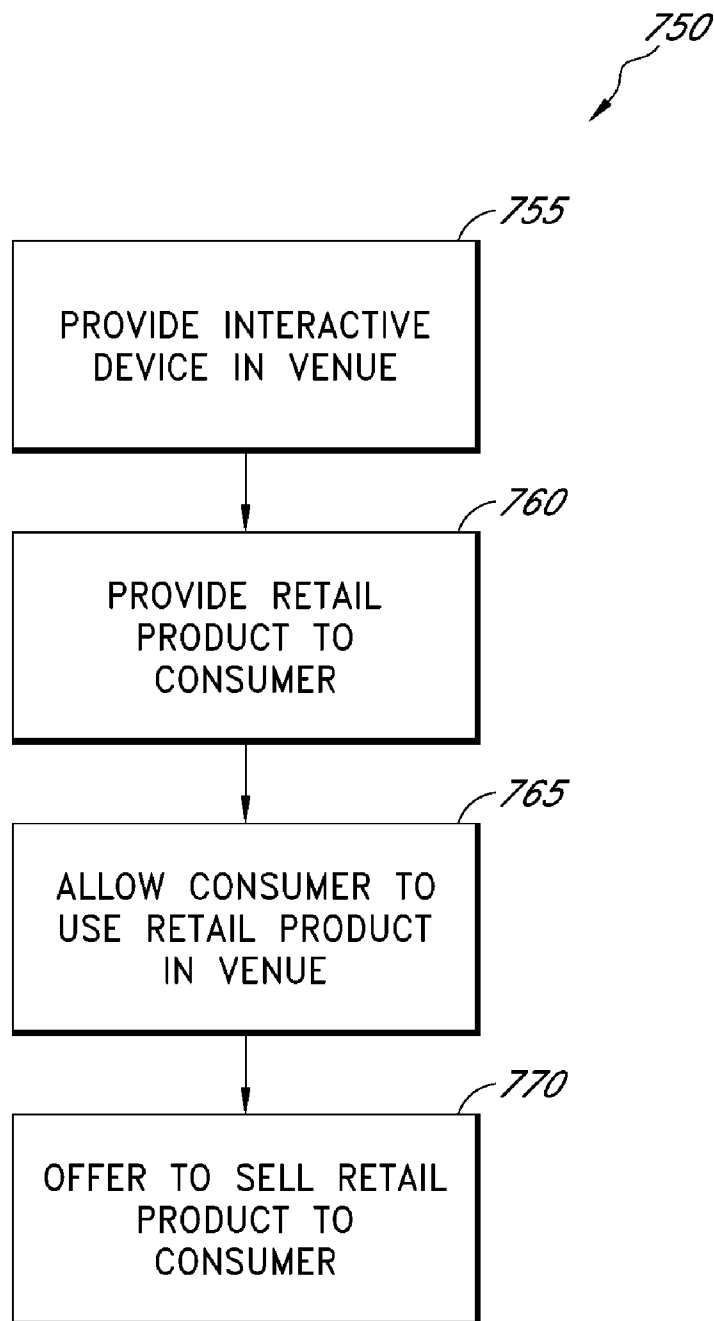 750
755
PROVIDE INTERACTIVE
DEVICE IN VENUE
760
PROVIDE RETAIL
PRODUCT TO
CONSUMER
765
ALLOW CONSUMER TO
USE RETAIL PRODUCT
IN VENUE
770
OFFER TO SELL RETAIL
PRODUCT TO
CONSUMER